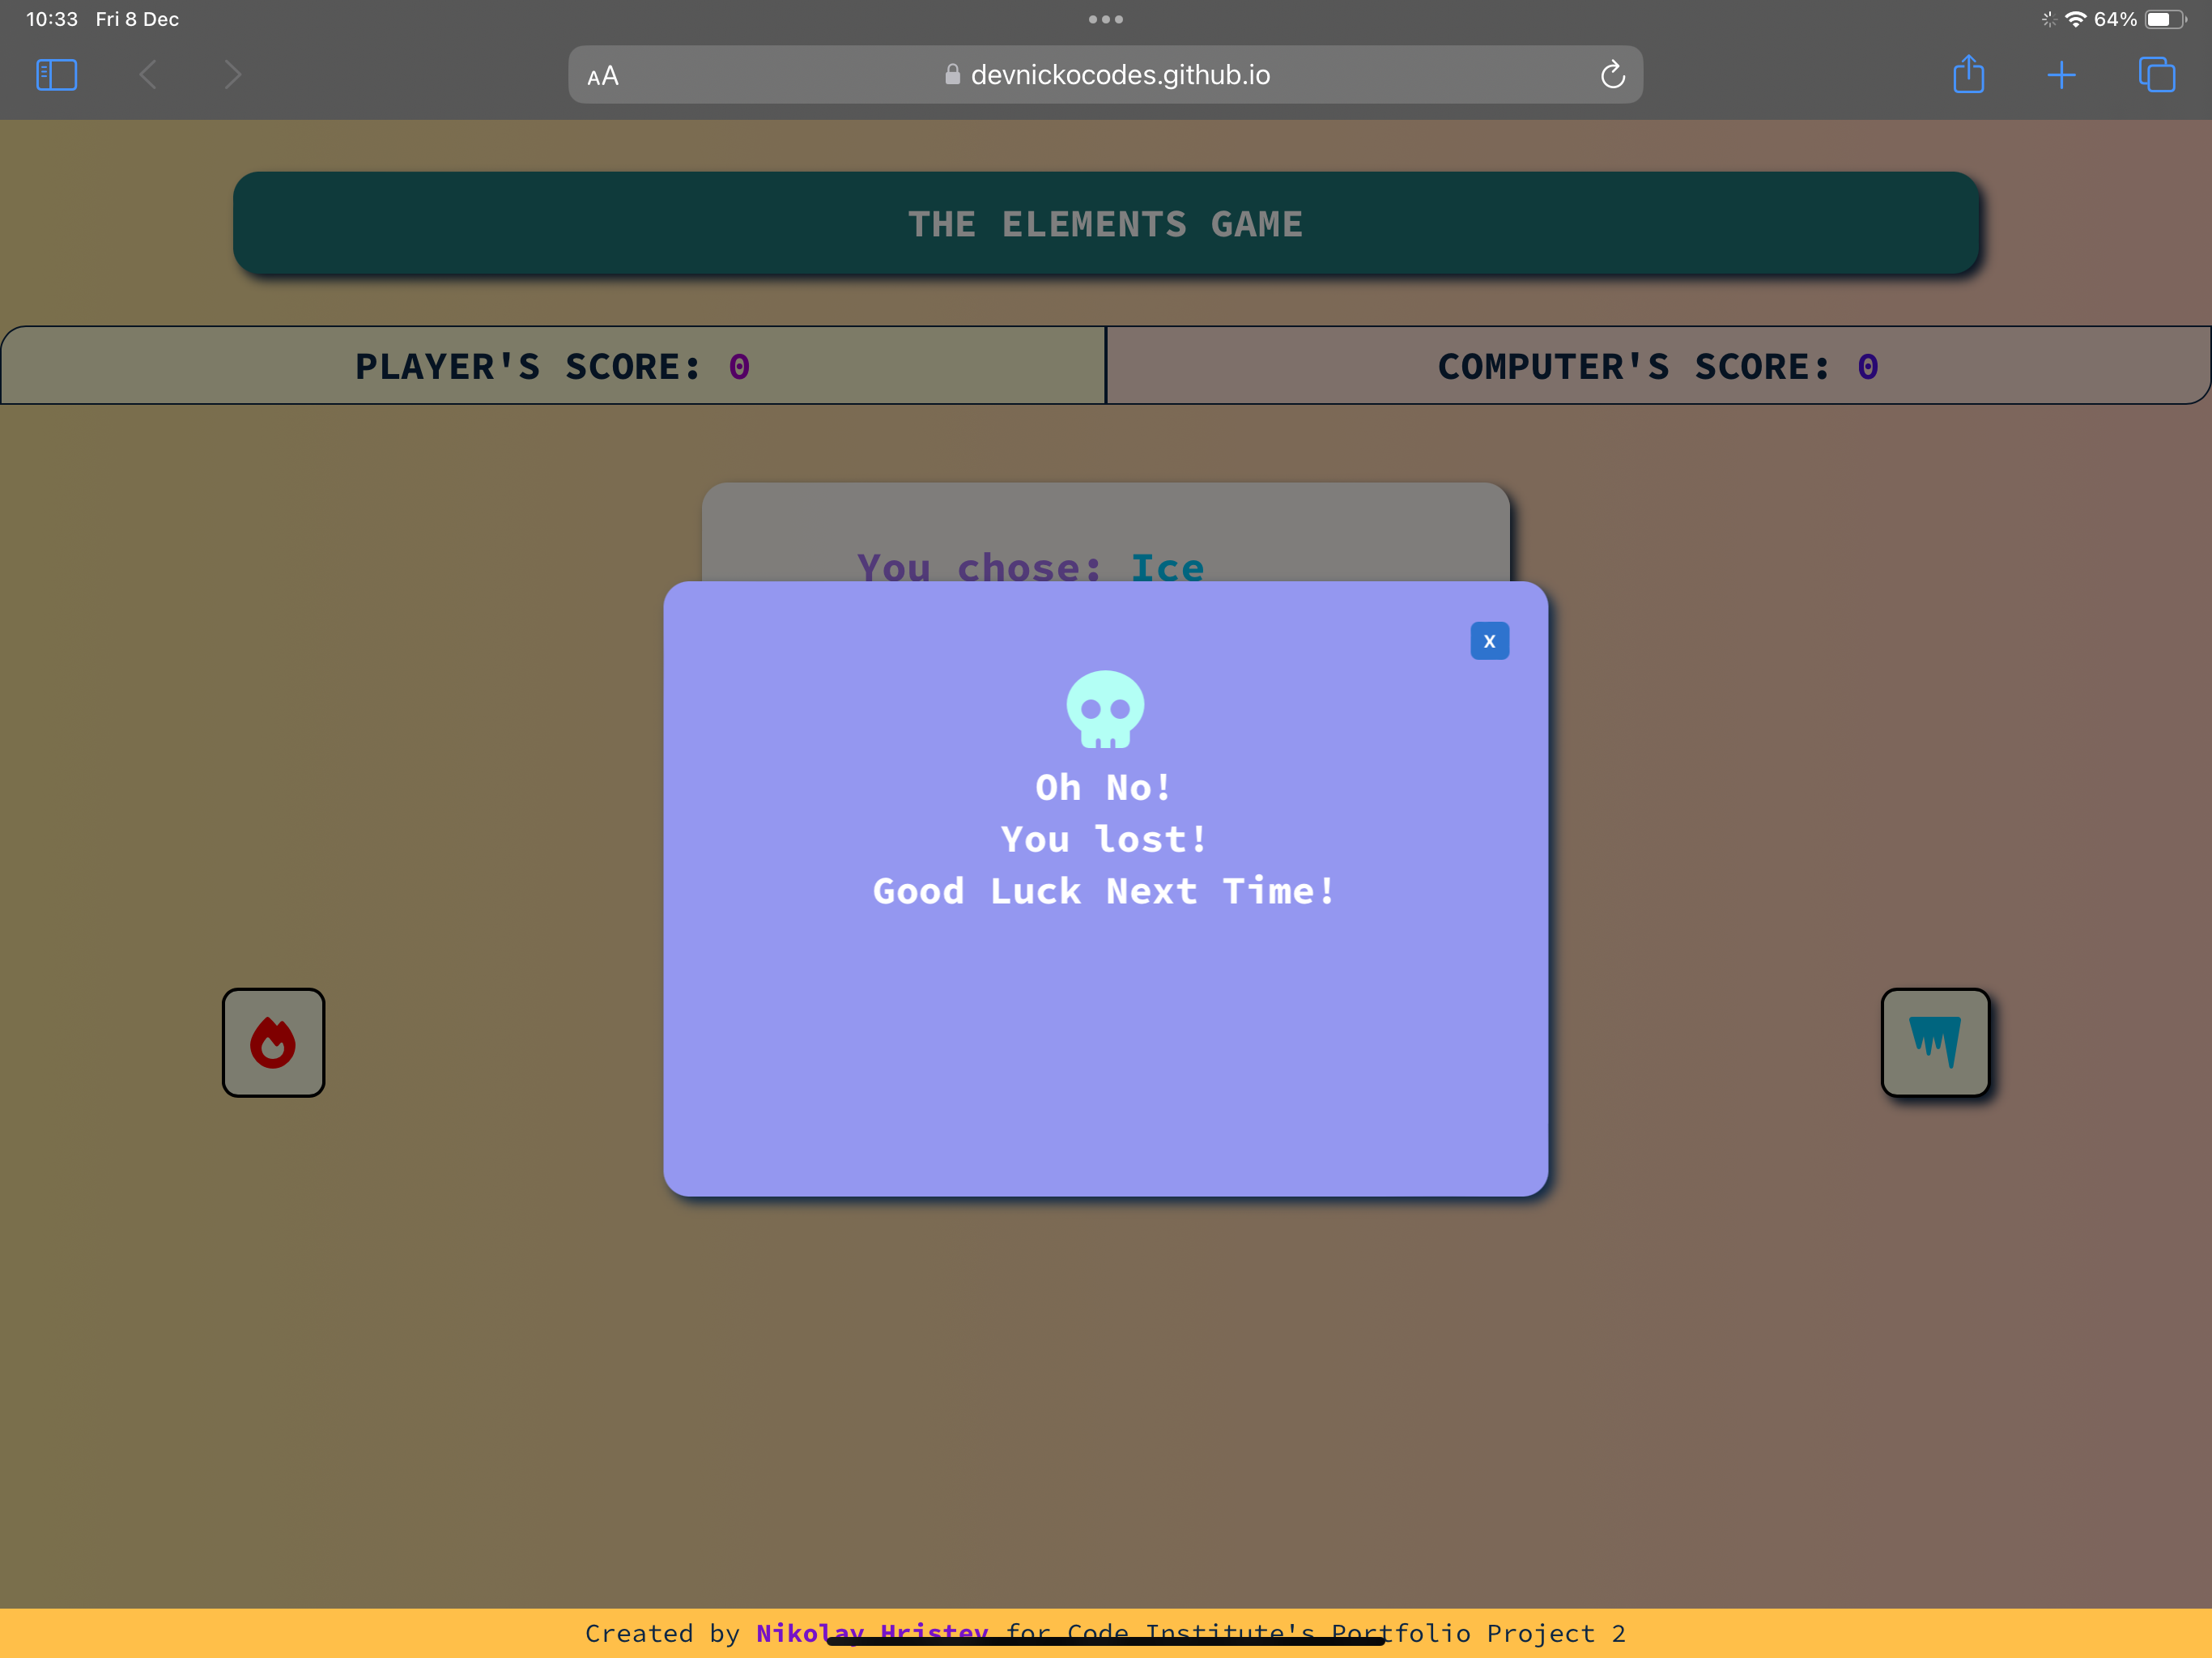 10:33 Fri 8 Dec 64%
AA devnickocodes.github.io
THE ELEMENTS GAME
PLAYER'S SCORE: 0 COMPUTER'S SCORE: 0
You chose: Ice
X
Oh No!
You lost!
Good Luck Next Time!
Created by Nikolay Hristev for Code Institute's Portfolio Project 2